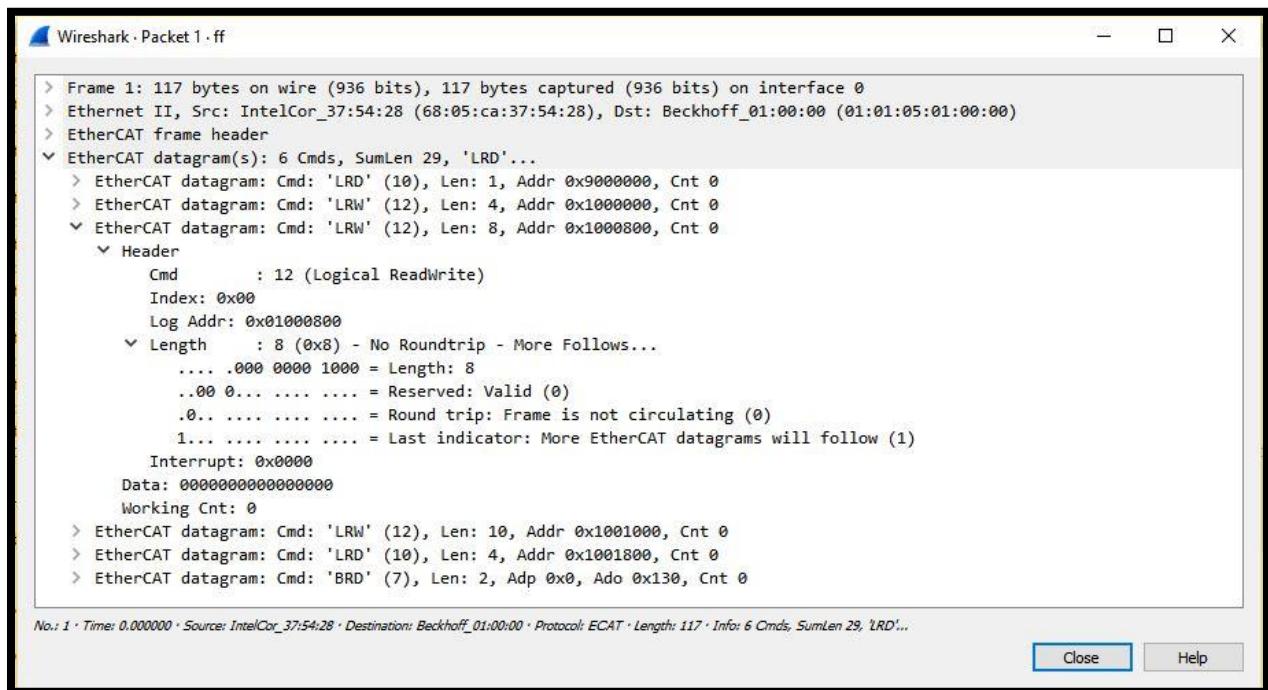 Wireshark · Packet 1 · ff
Frame 1: 117 bytes on wire (936 bits), 117 bytes captured (936 bits) on interface 0
Ethernet II, Src: IntelCor_37:54:28 (68:05:ca:37:54:28), Dst: Beckhoff_01:00:00 (01:01:05:01:00:00)
EtherCAT frame header
EtherCAT datagram(s): 6 Cmds, SumLen 29, 'LRD'...
EtherCAT datagram: Cmd: 'LRD' (10), Len: 1, Addr 0x9000000, Cnt 0
EtherCAT datagram: Cmd: 'LRW' (12), Len: 4, Addr 0x1000000, Cnt 0
EtherCAT datagram: Cmd: 'LRW' (12), Len: 8, Addr 0x1000800, Cnt 0
Header
Cmd        : 12 (Logical ReadWrite)
Index: 0x00
Log Addr: 0x01000800
Length     : 8 (0x8) - No Roundtrip - More Follows...
.... .000 0000 1000 = Length: 8
..00 0... .... .... = Reserved: Valid (0)
.0.. .... .... .... = Round trip: Frame is not circulating (0)
1... .... .... .... = Last indicator: More EtherCAT datagrams will follow (1)
Interrupt: 0x0000
Data: 0000000000000000
Working Cnt: 0
EtherCAT datagram: Cmd: 'LRW' (12), Len: 10, Addr 0x1001000, Cnt 0
EtherCAT datagram: Cmd: 'LRD' (10), Len: 4, Addr 0x1001800, Cnt 0
EtherCAT datagram: Cmd: 'BRD' (7), Len: 2, Adp 0x0, Ado 0x130, Cnt 0
No.: 1 · Time: 0.000000 · Source: IntelCor_37:54:28 · Destination: Beckhoff_01:00:00 · Protocol: ECAT · Length: 117 · Info: 6 Cmds, SumLen 29, 'LRD'...
Close Help